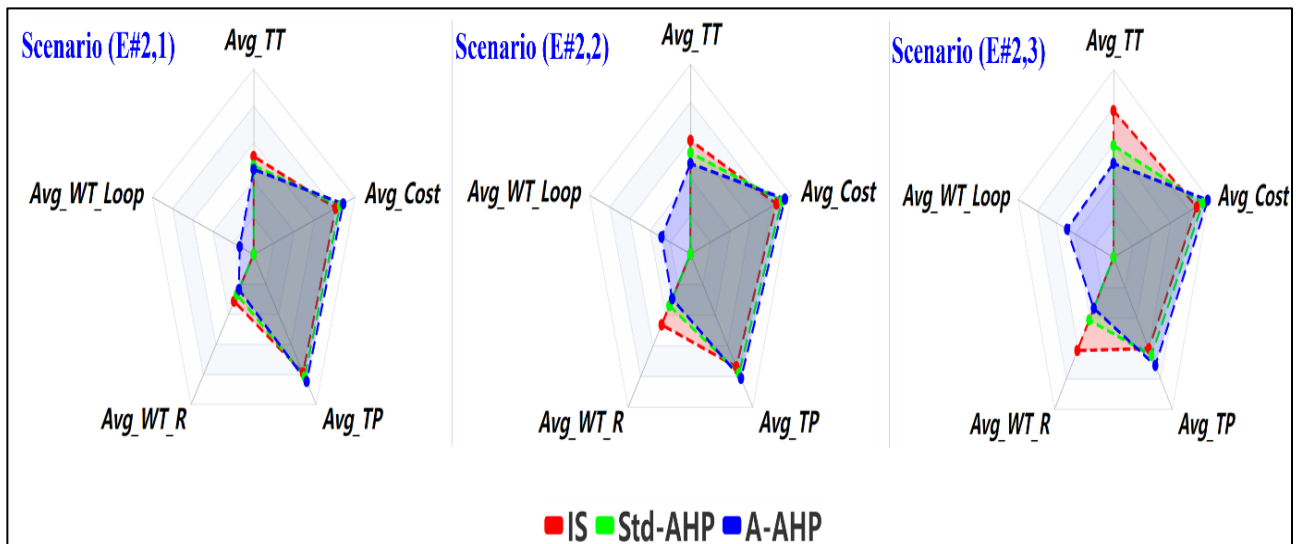 Scenario (E#2,1)
Avg_TT
Avg_WT_Loop
Avg_Cost
Avg_WT_R
Avg_TP
Scenario (E#2,2)
Avg_TT
Avg_WT_Loop
Avg_Cost
Avg_WT_R
Avg_TP
Scenario (E#2,3)
Avg_TT
Avg_WT_Loop
Avg_Cost
Avg_WT_R
Avg_TP
IS Std-AHP A-AHP